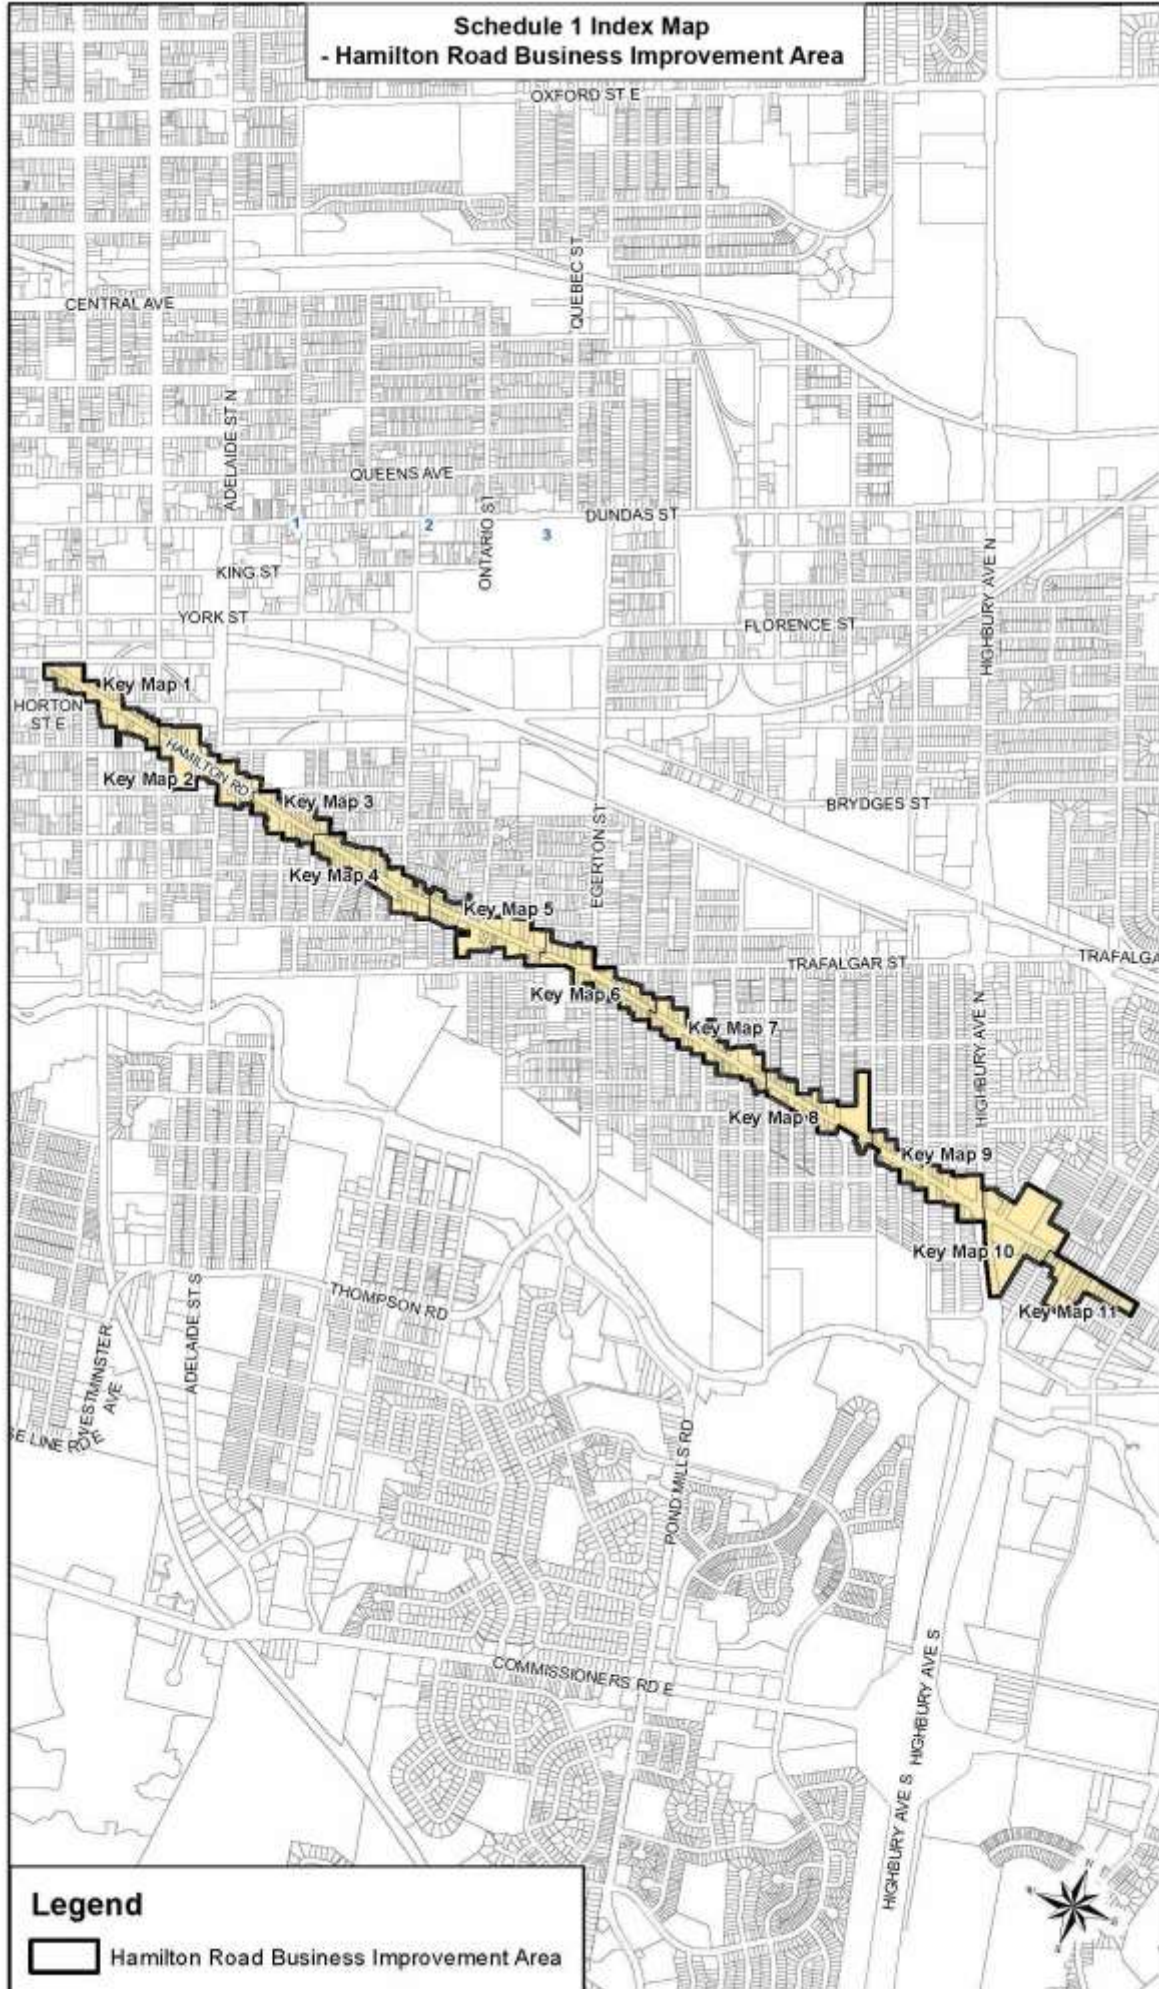 Schedule 1 Index Map
- Hamilton Road Business Improvement Area
OXFORD ST E
QUEBEC ST
CENTRAL AVE
ADELAIDE ST N
QUEENS AVE
ONTARIO ST
DUNDAS ST
1
2
3
KING ST
YORK ST
FLORENCE ST
HIGHBURY AVE N
Key Map 1
HORTON
ST E
HAMILTON RD
Key Map 2
Key Map 3
BRYDGES ST
EGERTON ST
Key Map 4
Key Map 5
TRAFALGAR ST
TRAFALGA
Key Map 6
HIGHBURY AVE N
Key Map 7
Key Map 8
Key Map 9
Key Map 10
Key Map 11
THOMPSON RD
ADELAIDE ST S
WESTMINSTER
AVE
SE LINE RD E
POND MILLS RD
COMMISSIONERS RD E
HIGHBURY AVE S
HIGHBURY AVE S
Legend
Hamilton Road Business Improvement Area